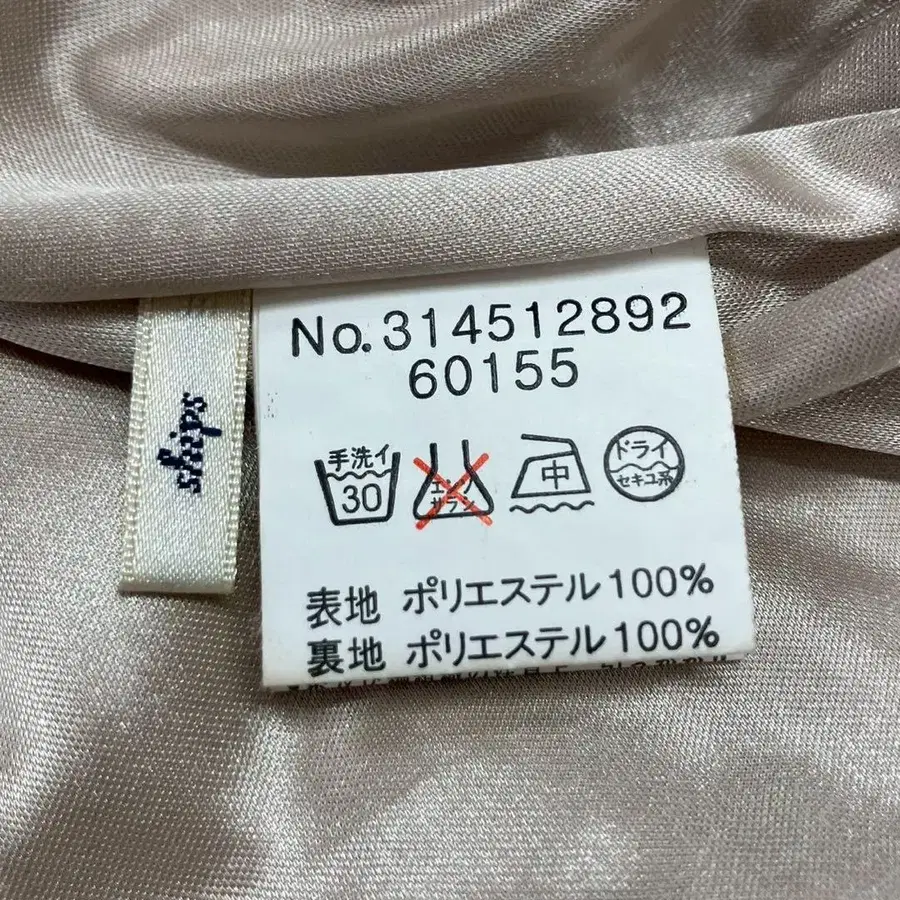 ships
No.314512892
60155
手洗イ
30
エンソ
サラシ
中
ドライ
セキユ系
表地 ポリエステル100%
裏地 ポリエステル100%